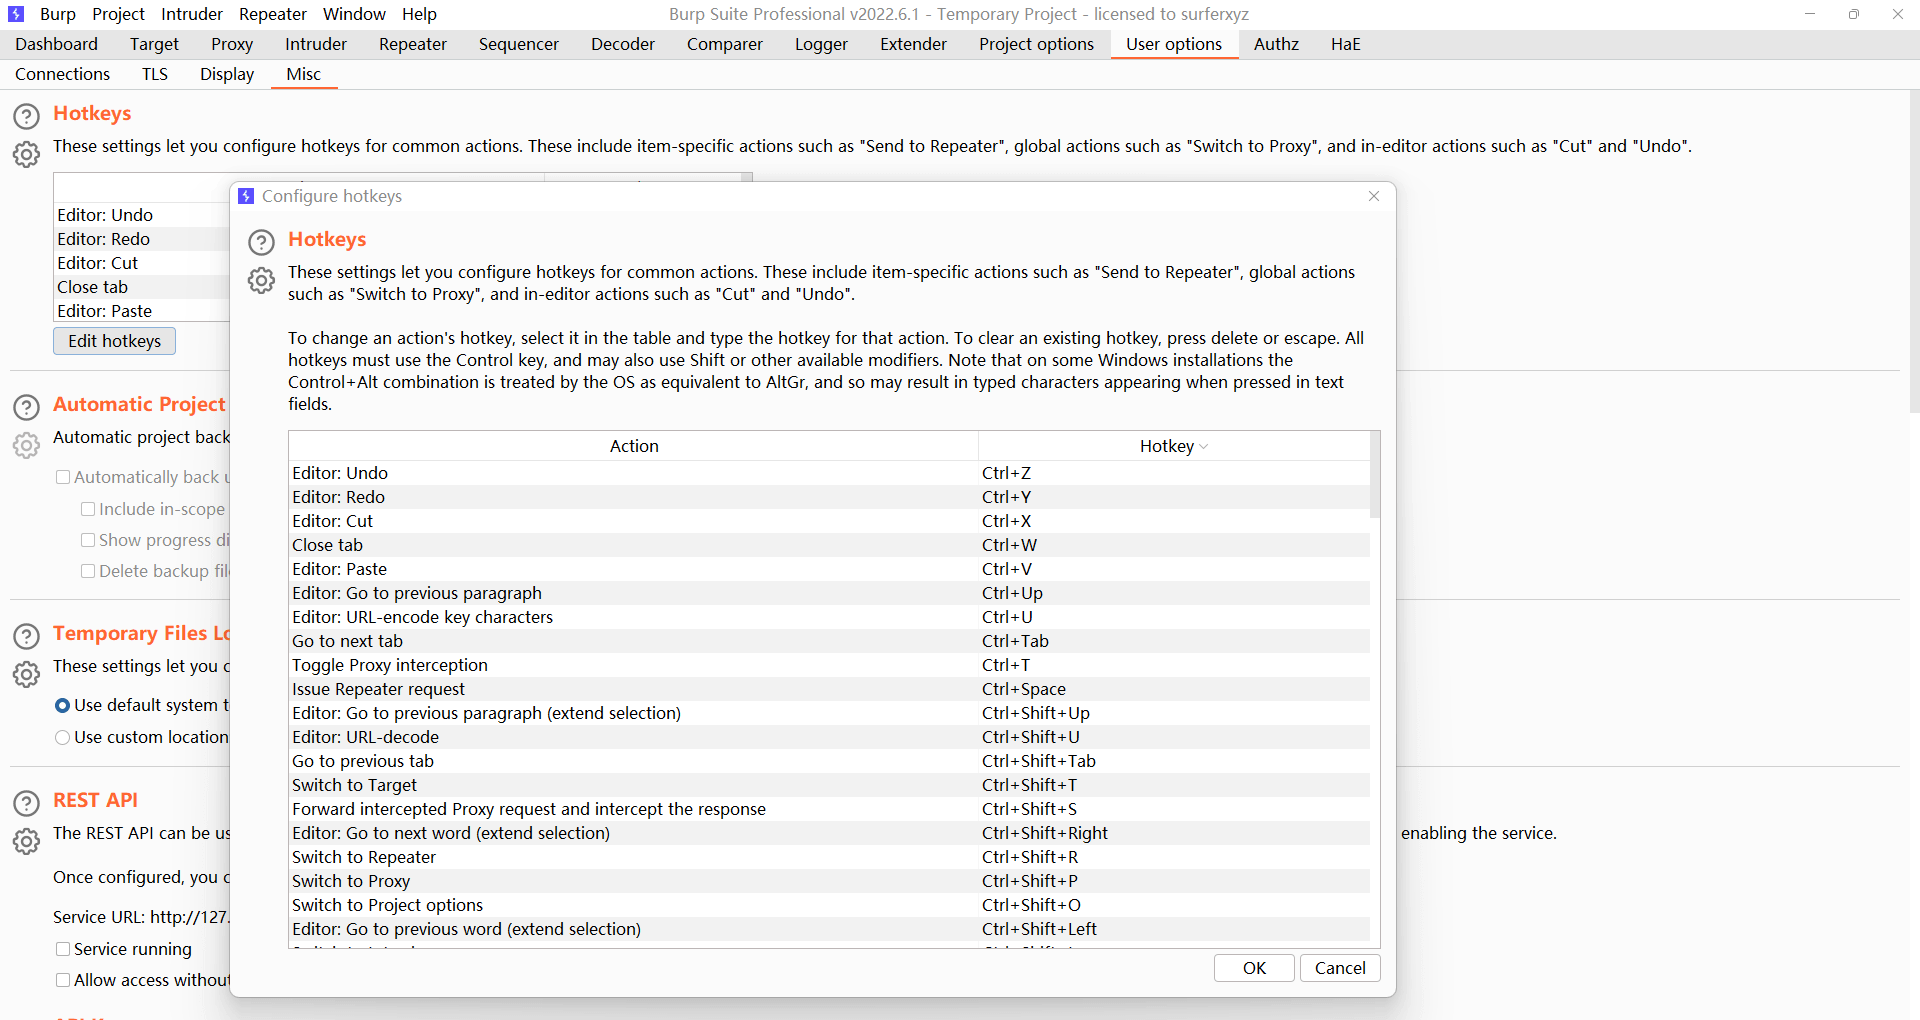 Burp Project Intruder Repeater Window Help
Burp Suite Professional v2022.6.1 - Temporary Project - licensed to surferxyz
Dashboard Target Proxy Intruder Repeater Sequencer Decoder Comparer Logger Extender Project options User options Authz HaE
Connections TLS Display Misc
Hotkeys
These settings let you configure hotkeys for common actions. These include item-specific actions such as "Send to Repeater", global actions such as "Switch to Proxy", and in-editor actions such as "Cut" and "Undo".
Editor: Undo
Editor: Redo
Editor: Cut
Close tab
Editor: Paste
Edit hotkeys
Automatic Project
Automatic project back
Automatically back
Include in-scope
Show progress
Delete backup
Temporary Files
These settings let you
Use default system
Use custom location
REST API
The REST API can be
enabling the service.
Once configured, you
Service URL: http://127.
Service running
Allow access without
Configure hotkeys
Hotkeys
These settings let you configure hotkeys for common actions. These include item-specific actions such as "Send to Repeater", global actions
such as "Switch to Proxy", and in-editor actions such as "Cut" and "Undo".
To change an action's hotkey, select it in the table and type the hotkey for that action. To clear an existing hotkey, press delete or escape. All
hotkeys must use the Control key, and may also use Shift or other available modifiers. Note that on some Windows installations the
Control+Alt combination is treated by the OS as equivalent to AltGr, and so may result in typed characters appearing when pressed in text
fields.
Action Hotkey
Editor: Undo Ctrl+Z
Editor: Redo Ctrl+Y
Editor: Cut Ctrl+X
Close tab Ctrl+W
Editor: Paste Ctrl+V
Editor: Go to previous paragraph Ctrl+Up
Editor: URL-encode key characters Ctrl+U
Go to next tab Ctrl+Tab
Toggle Proxy interception Ctrl+T
Issue Repeater request Ctrl+Space
Editor: Go to previous paragraph (extend selection) Ctrl+Shift+Up
Editor: URL-decode Ctrl+Shift+U
Go to previous tab Ctrl+Shift+Tab
Switch to Target Ctrl+Shift+T
Forward intercepted Proxy request and intercept the response Ctrl+Shift+S
Editor: Go to next word (extend selection) Ctrl+Shift+Right
Switch to Repeater Ctrl+Shift+R
Switch to Proxy Ctrl+Shift+P
Switch to Project options Ctrl+Shift+O
Editor: Go to previous word (extend selection) Ctrl+Shift+Left
OK Cancel